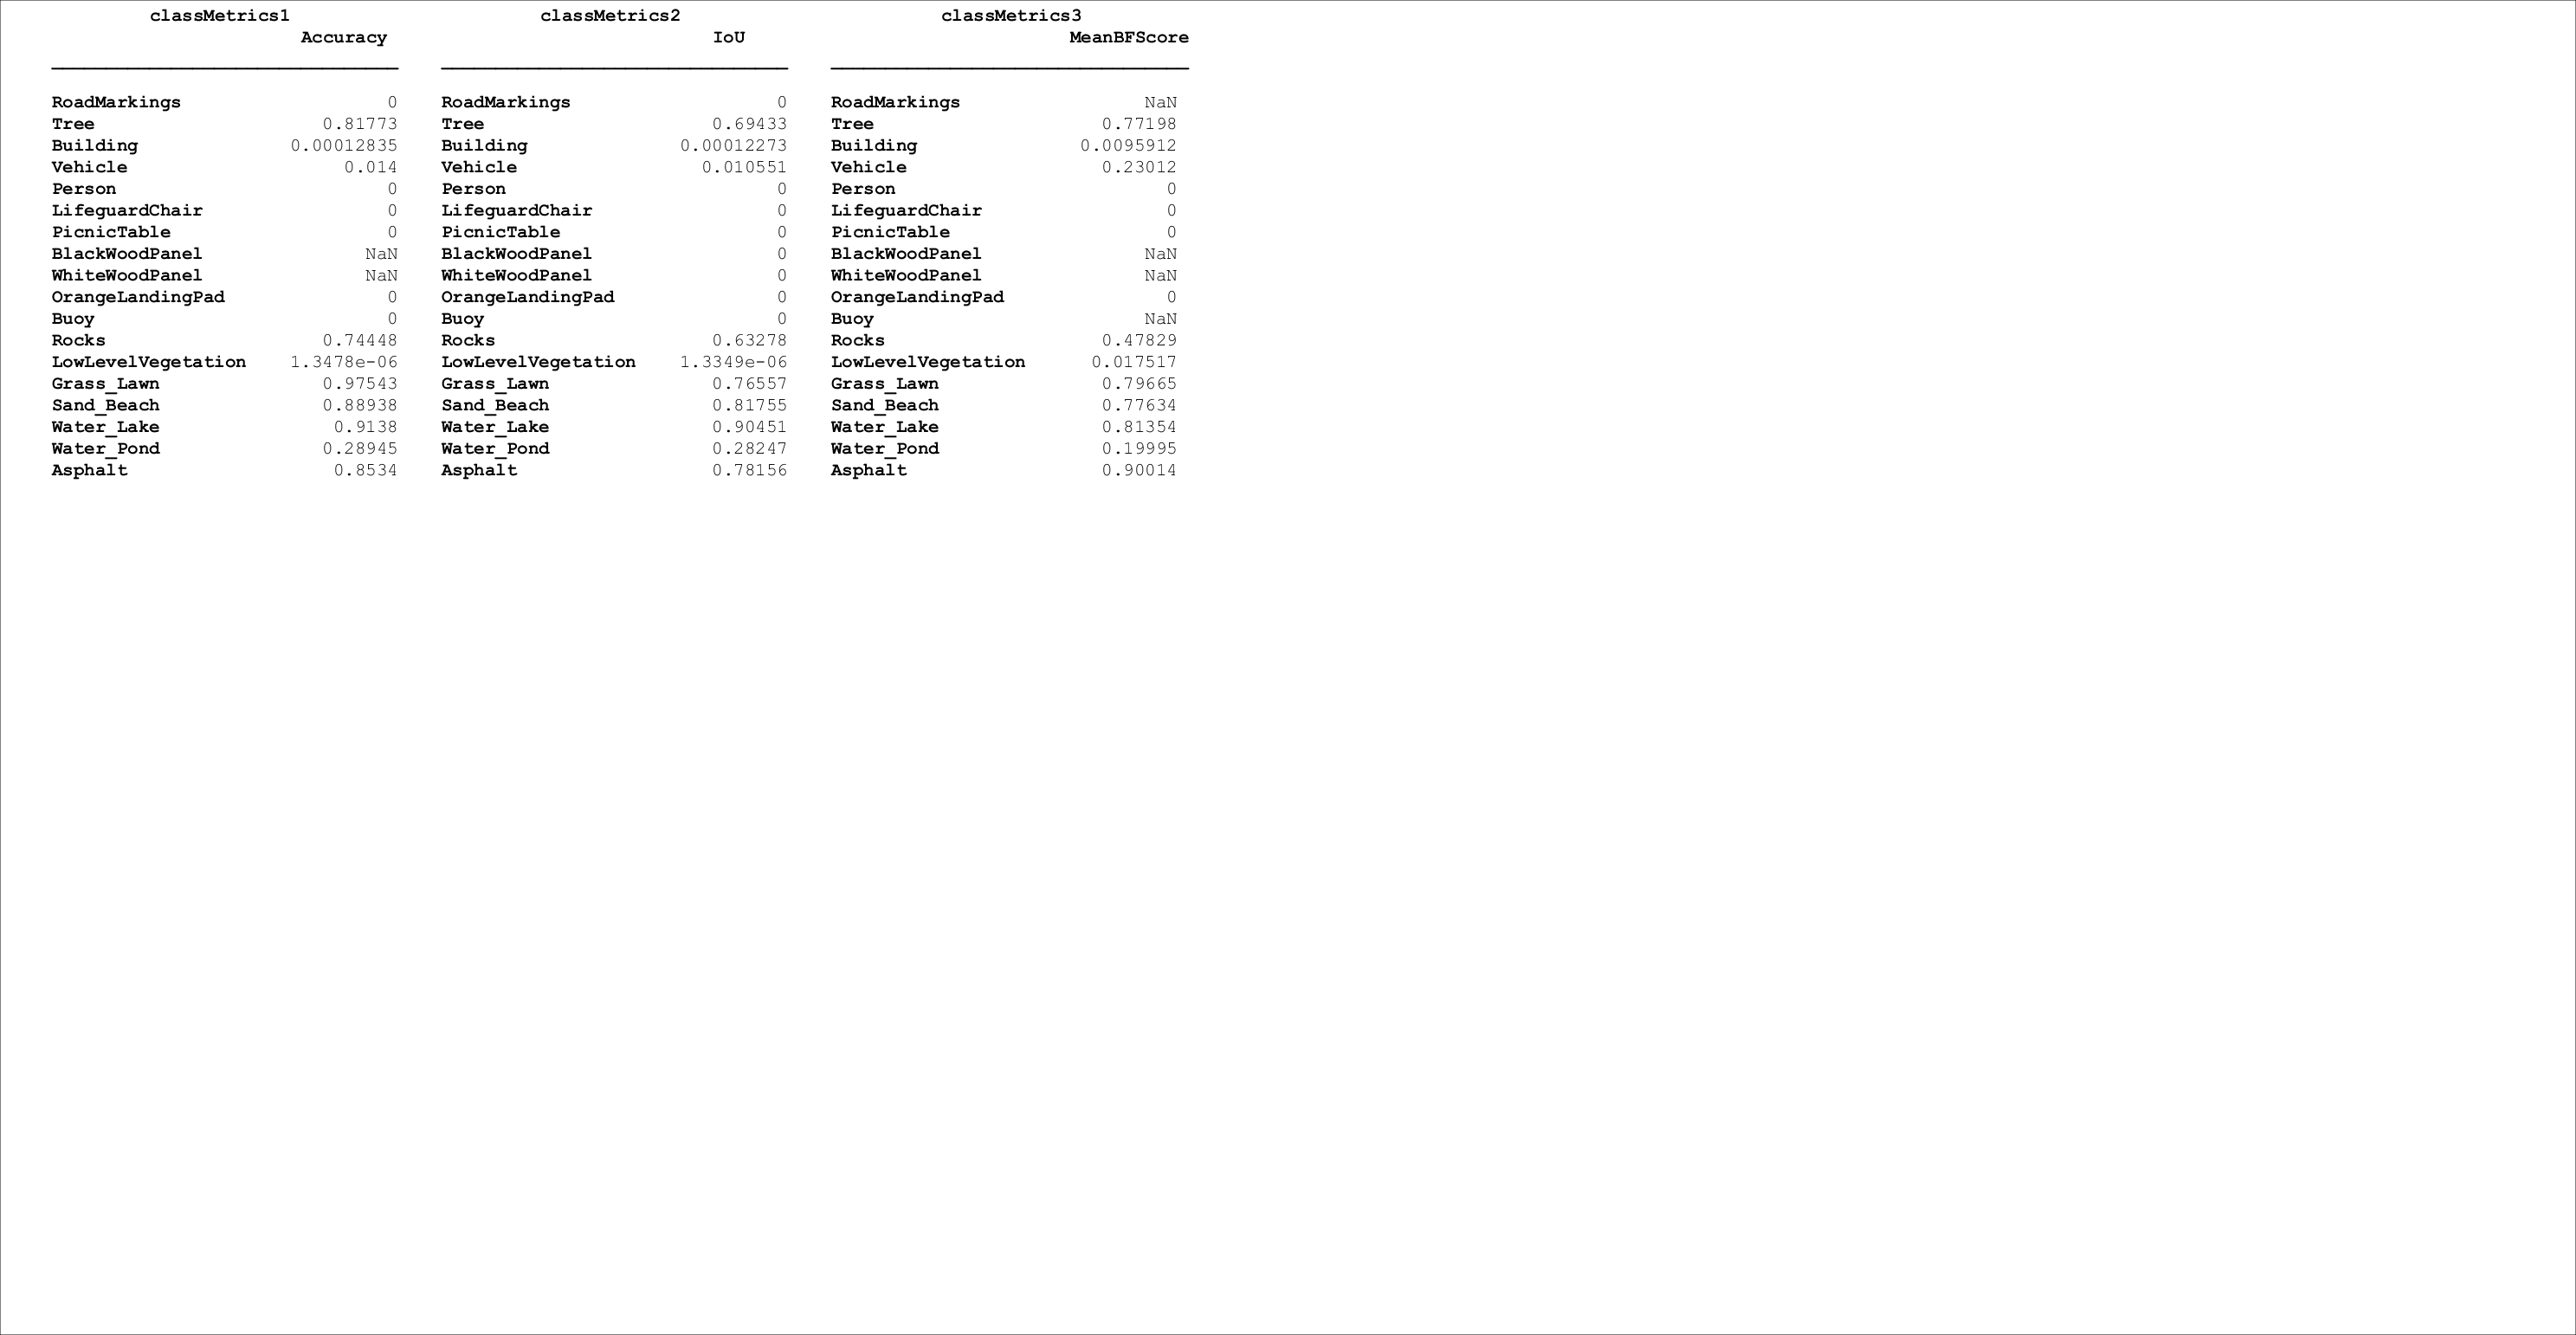 classMetrics1 classMetrics2 classMetrics3
Accuracy IoU MeanBFScore
RoadMarkings 0 RoadMarkings 0 RoadMarkings NaN
Tree 0.81773 Tree 0.69433 Tree 0.77198
Building 0.00012835 Building 0.00012273 Building 0.0095912
Vehicle 0.014 Vehicle 0.010551 Vehicle 0.23012
Person 0 Person 0 Person 0
LifeguardChair 0 LifeguardChair 0 LifeguardChair 0
PicnicTable 0 PicnicTable 0 PicnicTable 0
BlackWoodPanel NaN BlackWoodPanel 0 BlackWoodPanel NaN
WhiteWoodPanel NaN WhiteWoodPanel 0 WhiteWoodPanel NaN
OrangeLandingPad 0 OrangeLandingPad 0 OrangeLandingPad 0
Buoy 0 Buoy 0 Buoy NaN
Rocks 0.74448 Rocks 0.63278 Rocks 0.47829
LowLevelVegetation 1.3478e-06 LowLevelVegetation 1.3349e-06 LowLevelVegetation 0.017517
Grass_Lawn 0.97543 Grass_Lawn 0.76557 Grass_Lawn 0.79665
Sand_Beach 0.88938 Sand_Beach 0.81755 Sand_Beach 0.77634
Water_Lake 0.9138 Water_Lake 0.90451 Water_Lake 0.81354
Water_Pond 0.28945 Water_Pond 0.28247 Water_Pond 0.19995
Asphalt 0.8534 Asphalt 0.78156 Asphalt 0.90014